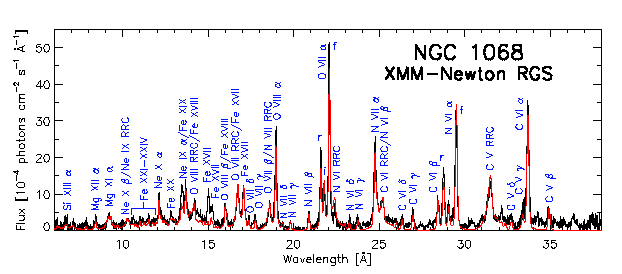 NGC 1068
XMM-Newton RGS
Flux [10⁻⁴ photons cm⁻² s⁻¹ Å⁻¹]
50
40
30
20
10
0
Si XIII α
Mg XII α
Mg XI α
Ne X β/Ne IX RRC
Fe XXI-XXIV
Ne X α
Fe XX
Ne IX α/Fe XIX
O VIII RRC/Fe XVIII
Fe XVII
Fe XVII
O VIII β/Fe XVIII
O VII RRC/Fe XVII
Fe XVII
O VII δ
O VII γ
O VII β/N VII RRC
O VIII α
N VII δ
N VII γ
N VII β
O VII α
r
i
f
N VI RRC
N VI δ
N VI γ
N VII α
C VI RRC/N VI β
C VI δ
C VI γ
C VI β
N VI α
r
i
f
C V RRC
C V δ
C V γ
C VI α
C V β
10
15
20
25
30
35
Wavelength [Å]